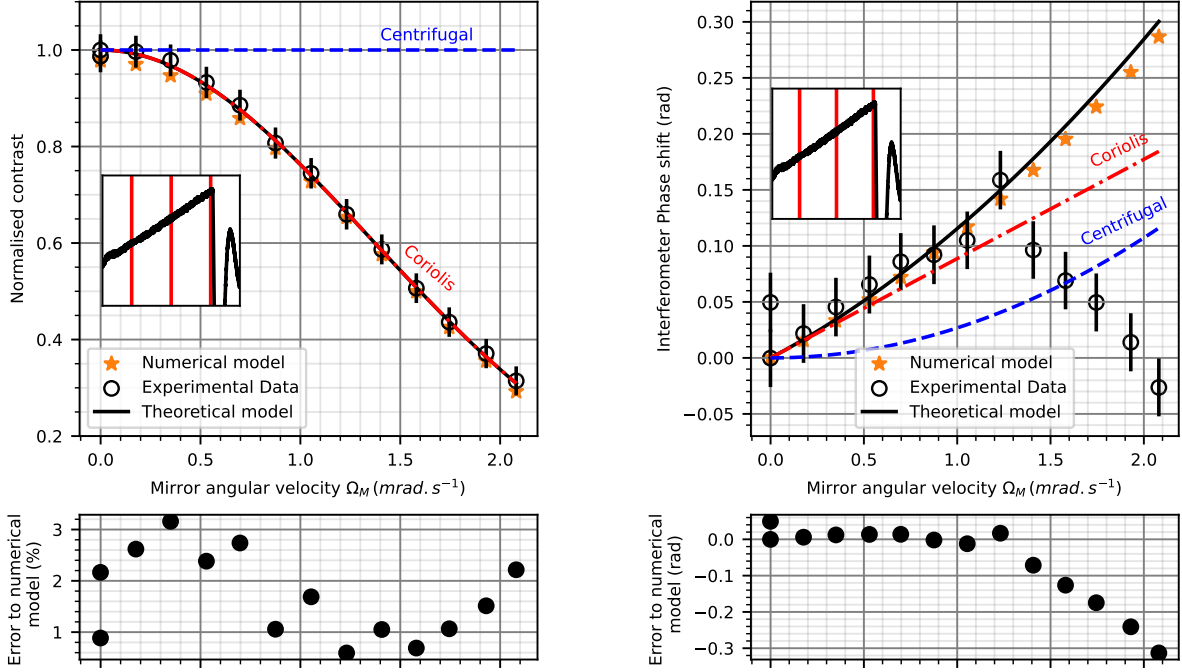 1.0
0.8
0.6
0.4
0.2
Normalised contrast
Centrifugal
Coriolis
Numerical model
Experimental Data
Theoretical model
0.0
0.5
1.0
1.5
2.0
Mirror angular velocity Ω_M (mrad.s⁻¹)
3
2
1
Error to numerical
model (%)
0.30
0.25
0.20
0.15
0.10
0.05
0.00
−0.05
Interferometer Phase shift (rad)
Coriolis
Centrifugal
Numerical model
Experimental Data
Theoretical model
0.0
0.5
1.0
1.5
2.0
Mirror angular velocity Ω_M (mrad.s⁻¹)
0.0
−0.1
−0.2
−0.3
Error to numerical
model (rad)